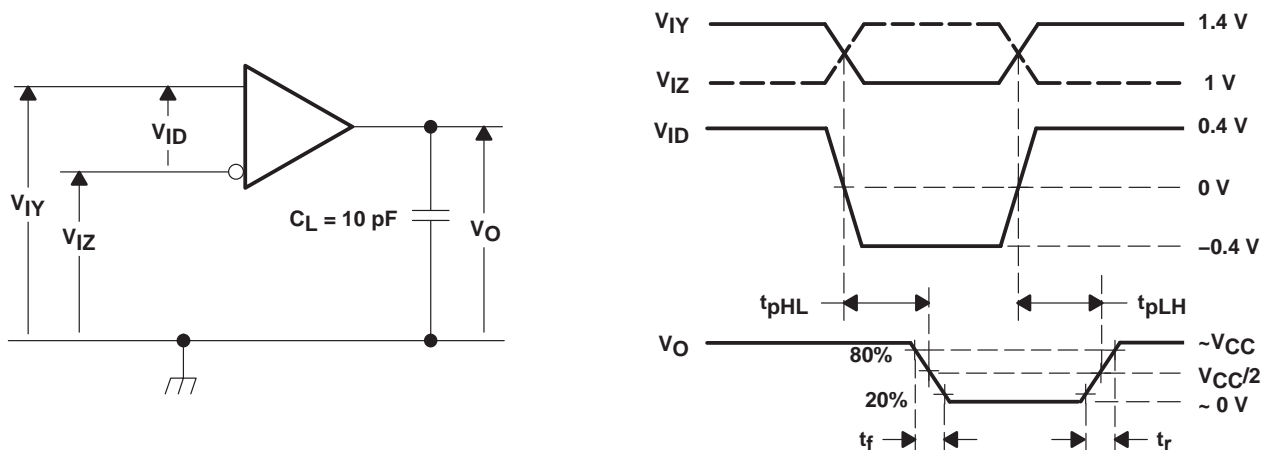 VID
VIY
VIZ
CL = 10 pF
VO
VIY
1.4 V
VIZ
1 V
VID
0.4 V
0 V
−0.4 V
tpHL
tpLH
VO
~VCC
80%
VCC/2
20%
~ 0 V
tf
tr